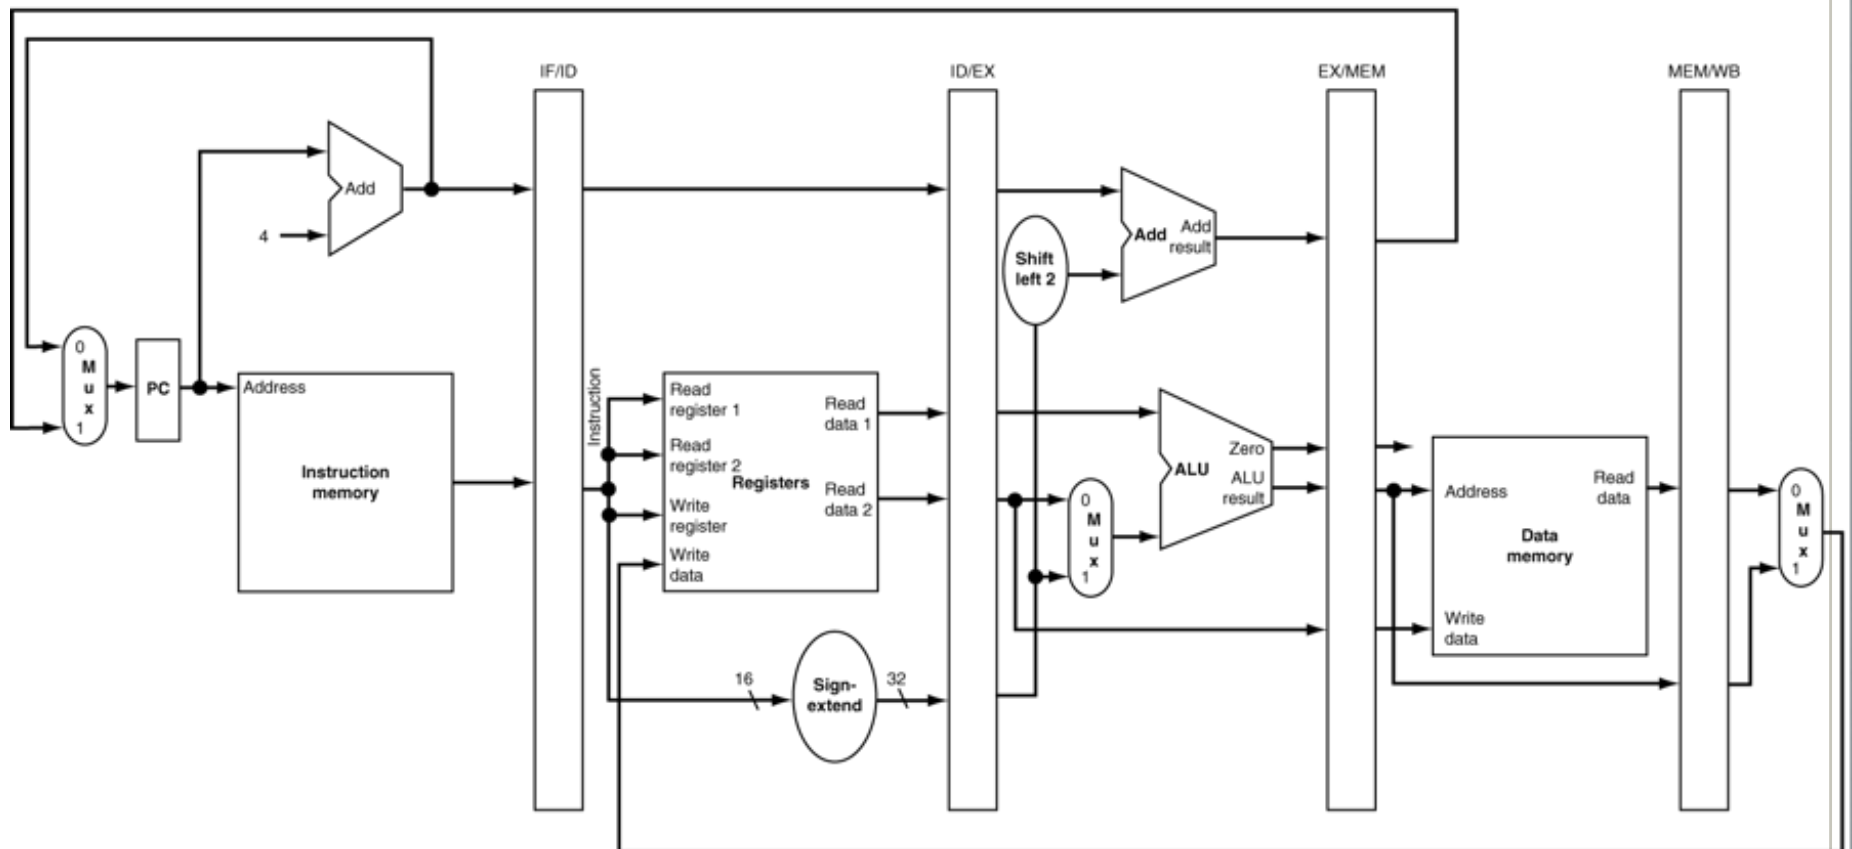 IF/ID
ID/EX
EX/MEM
MEM/WB
Add
4
Add
Add
result
Shift
left 2
0
M
u
x
1
PC
Address
Instruction
memory
Instruction
Read
register 1
Read
register 2
Write
register
Write
data
Registers
Read
data 1
Read
data 2
16
Sign-
extend
32
0
M
u
x
1
Zero
ALU
ALU
result
Address
Read
data
Data
memory
Write
data
0
M
u
x
1